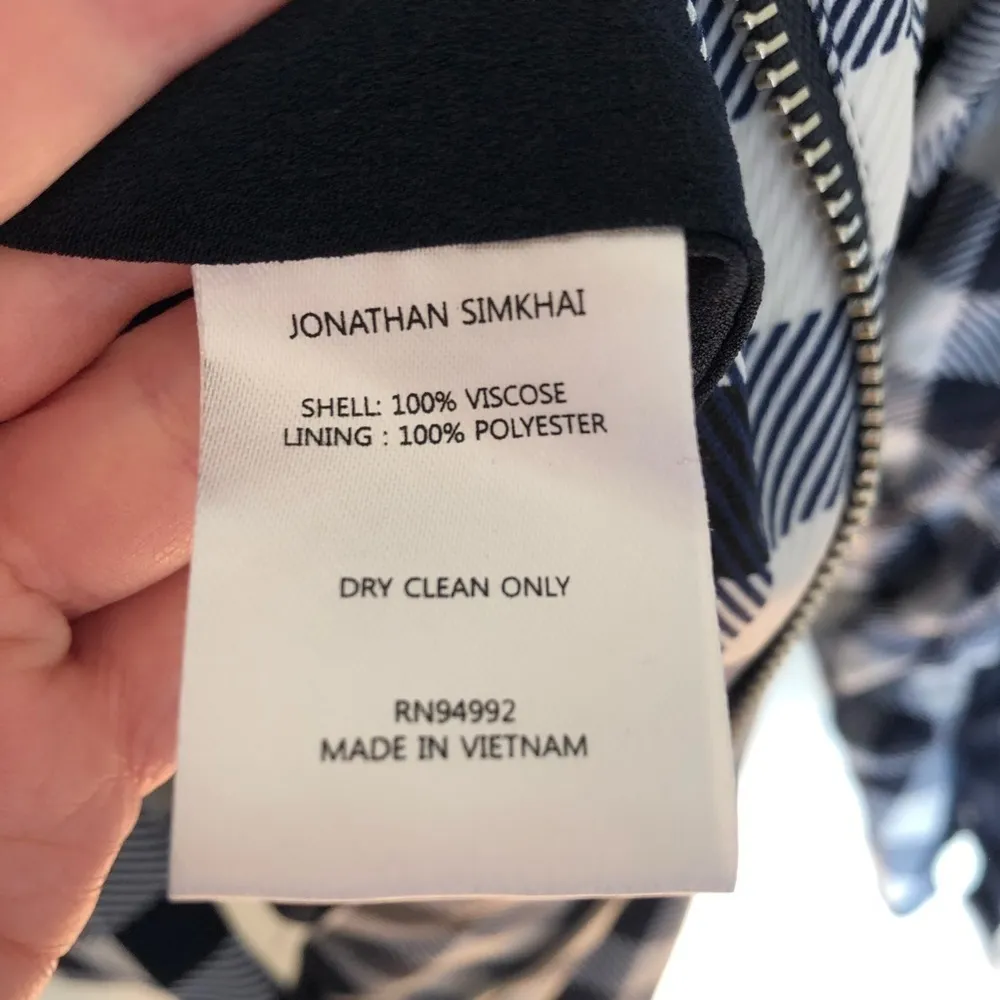 JONATHAN SIMKHAI
SHELL: 100% VISCOSE
LINING : 100% POLYESTER
DRY CLEAN ONLY
RN94992
MADE IN VIETNAM